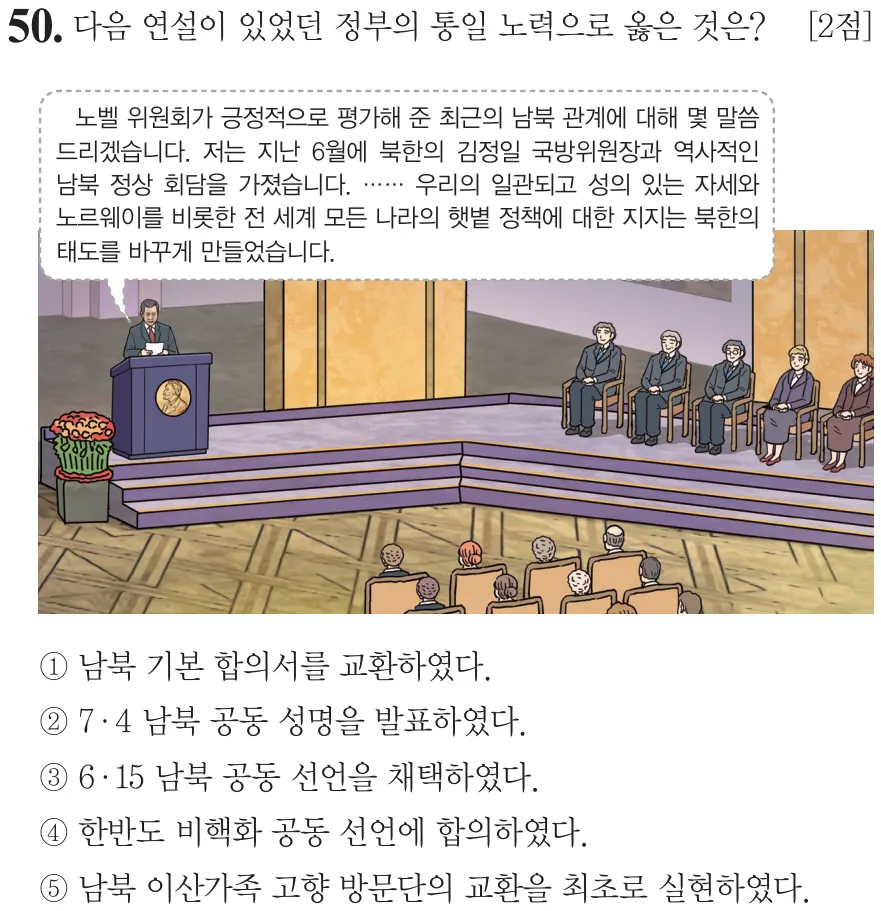 50. 다음 연설이 있었던 정부의 통일 노력으로 옳은 것은? [2점]
노벨 위원회가 긍정적으로 평가해 준 최근의 남북 관계에 대해 몇 말씀
드리겠습니다. 저는 지난 6월에 북한의 김정일 국방위원장과 역사적인
남북 정상 회담을 가졌습니다. …… 우리의 일관되고 성의 있는 자세와
노르웨이를 비롯한 전 세계 모든 나라의 햇볕 정책에 대한 지지는 북한의
태도를 바꾸게 만들었습니다.
① 남북 기본 합의서를 교환하였다.
② 7·4 남북 공동 성명을 발표하였다.
③ 6·15 남북 공동 선언을 채택하였다.
④ 한반도 비핵화 공동 선언에 합의하였다.
⑤ 남북 이산가족 고향 방문단의 교환을 최초로 실현하였다.